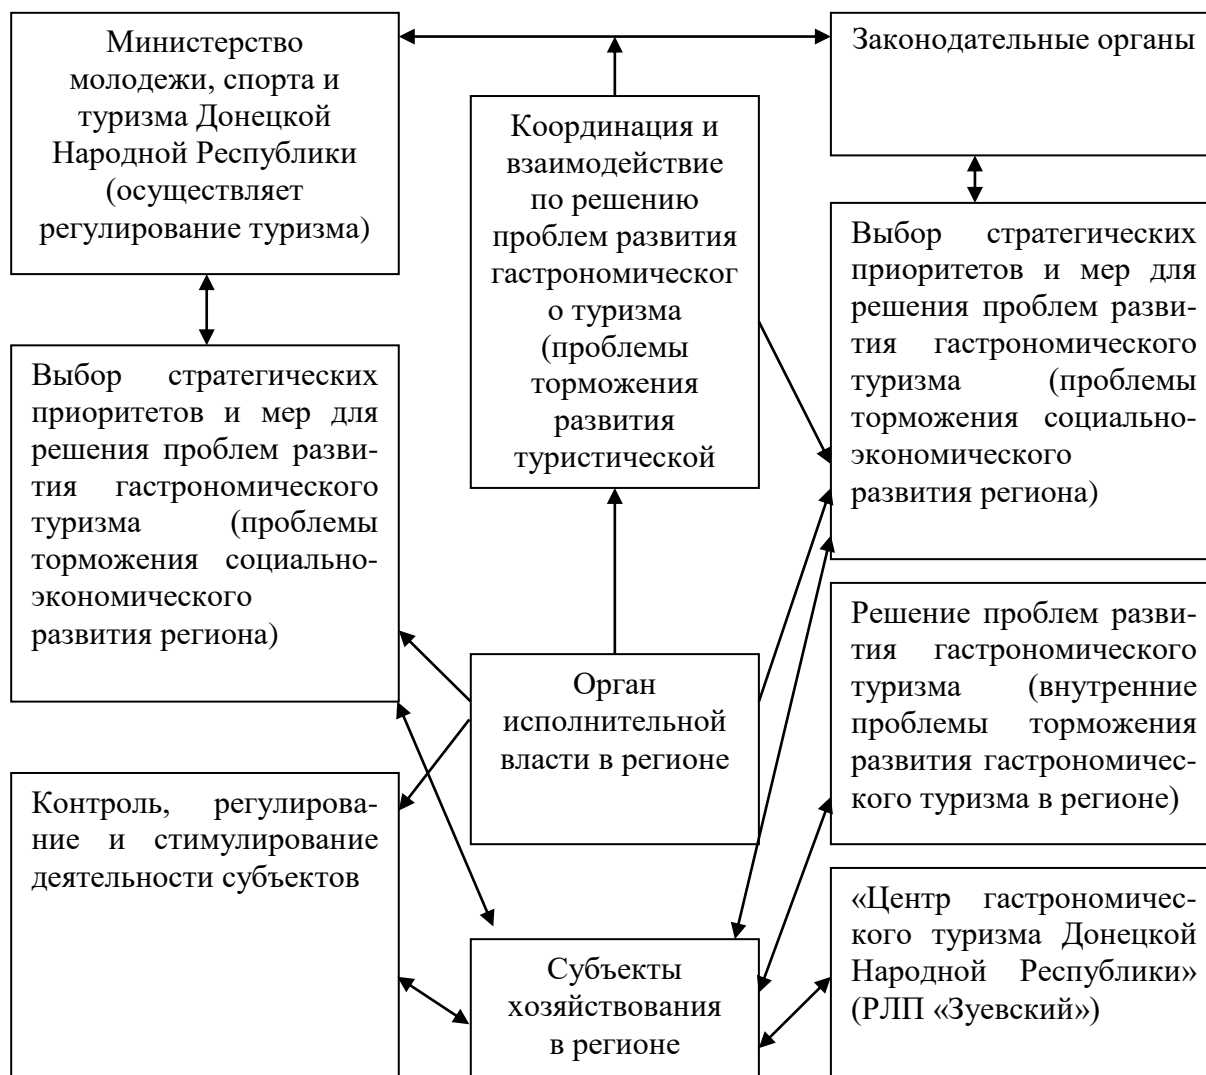 Министерство
молодежи, спорта и
туризма Донецкой
Народной Республики
(осуществляет
регулирование туризма)
Законодательные органы
Координация и
взаимодействие
по решению
проблем развития
гастрономическог
о туризма
(проблемы
торможения
развития
туристической
Выбор стратегических
приоритетов и мер для
решения проблем разви-
тия гастрономического
туризма (проблемы
торможения социально-
экономического
развития региона)
Выбор стратегических
приоритетов и мер для
решения проблем разви-
тия гастрономического
туризма (проблемы
торможения социально-
экономического
развития региона)
Орган
исполнительной
власти в регионе
Решение проблем разви-
тия гастрономического
туризма (внутренние
проблемы торможения
развития гастрономичес-
кого туризма в регионе)
Контроль, регулирова-
ние и стимулирование
деятельности субъектов
Субъекты
хозяйствования
в регионе
«Центр гастрономичес-
кого туризма Донецкой
Народной Республики»
(РЛП «Зуевский»)